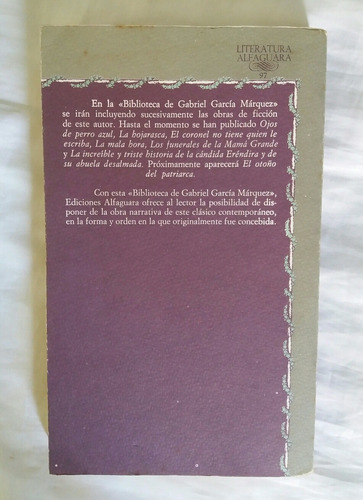 LITERATURA
ALFAGUARA
97
En la «Biblioteca de Gabriel García Márquez»
se irán incluyendo sucesivamente las obras de ficción
de este autor. Hasta el momento se han publicado Ojos
de perro azul, La hojarasca, El coronel no tiene quien le
escriba, La mala hora, Los funerales de la Mamá Grande
y La increíble y triste historia de la cándida Eréndira y de
su abuela desalmada. Próximamente aparecerá El otoño
del patriarca.
Con esta «Biblioteca de Gabriel García Márquez»,
Ediciones Alfaguara ofrece al lector la posibilidad de dis-
poner de la obra narrativa de este clásico contemporáneo,
en la forma y orden en la que originalmente fue concebida.